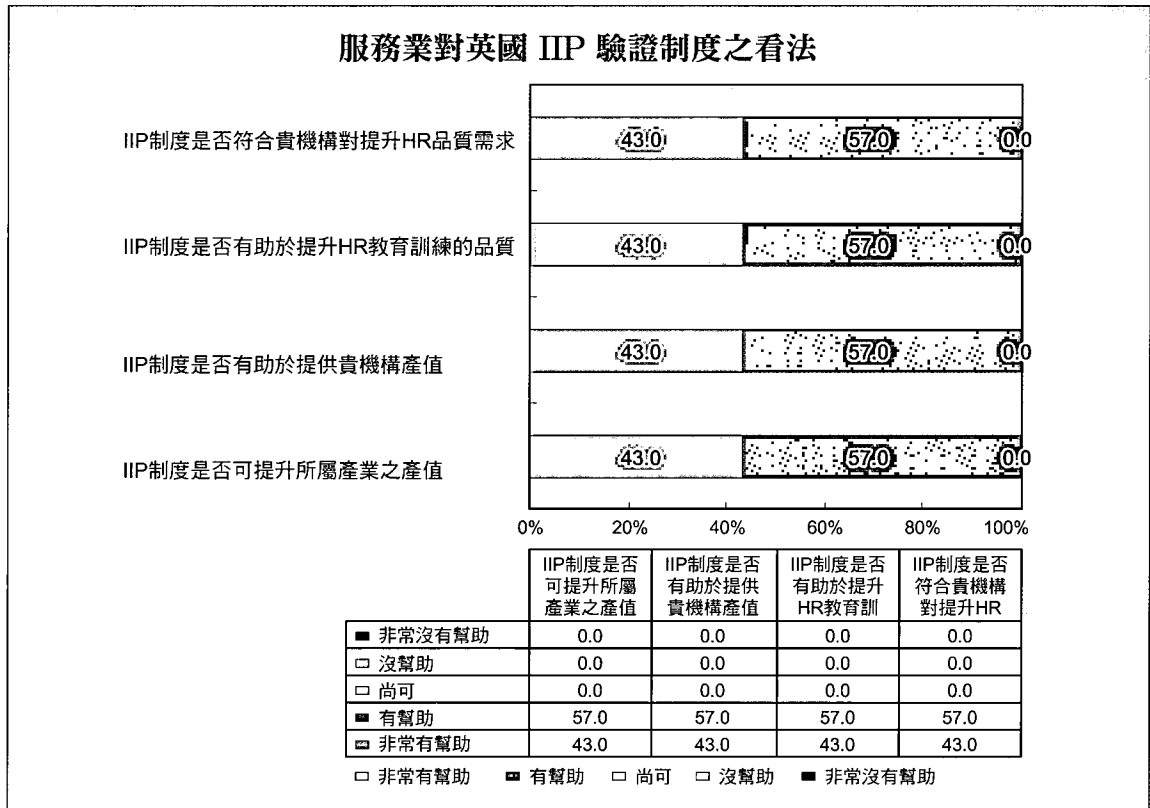 服務業對英國 IIP 驗證制度之看法
IIP制度是否符合貴機構對提升HR品質需求
43.0 57.0 0.0
IIP制度是否有助於提升HR教育訓練的品質
43.0 57.0 0.0
IIP制度是否有助於提供貴機構產值
43.0 57.0 0.0
IIP制度是否可提升所屬產業之產值
43.0 57.0 0.0
0% 20% 40% 60% 80% 100%
IIP制度是否 IIP制度是否 IIP制度是否 IIP制度是否
可提升所屬 有助於提供 有助於提升 符合貴機構
產業之產值 貴機構產值 HR教育訓 對提升HR
非常沒有幫助 0.0 0.0 0.0 0.0
沒幫助 0.0 0.0 0.0 0.0
尚可 0.0 0.0 0.0 0.0
有幫助 57.0 57.0 57.0 57.0
非常有幫助 43.0 43.0 43.0 43.0
非常有幫助 有幫助 尚可 沒幫助 非常沒有幫助